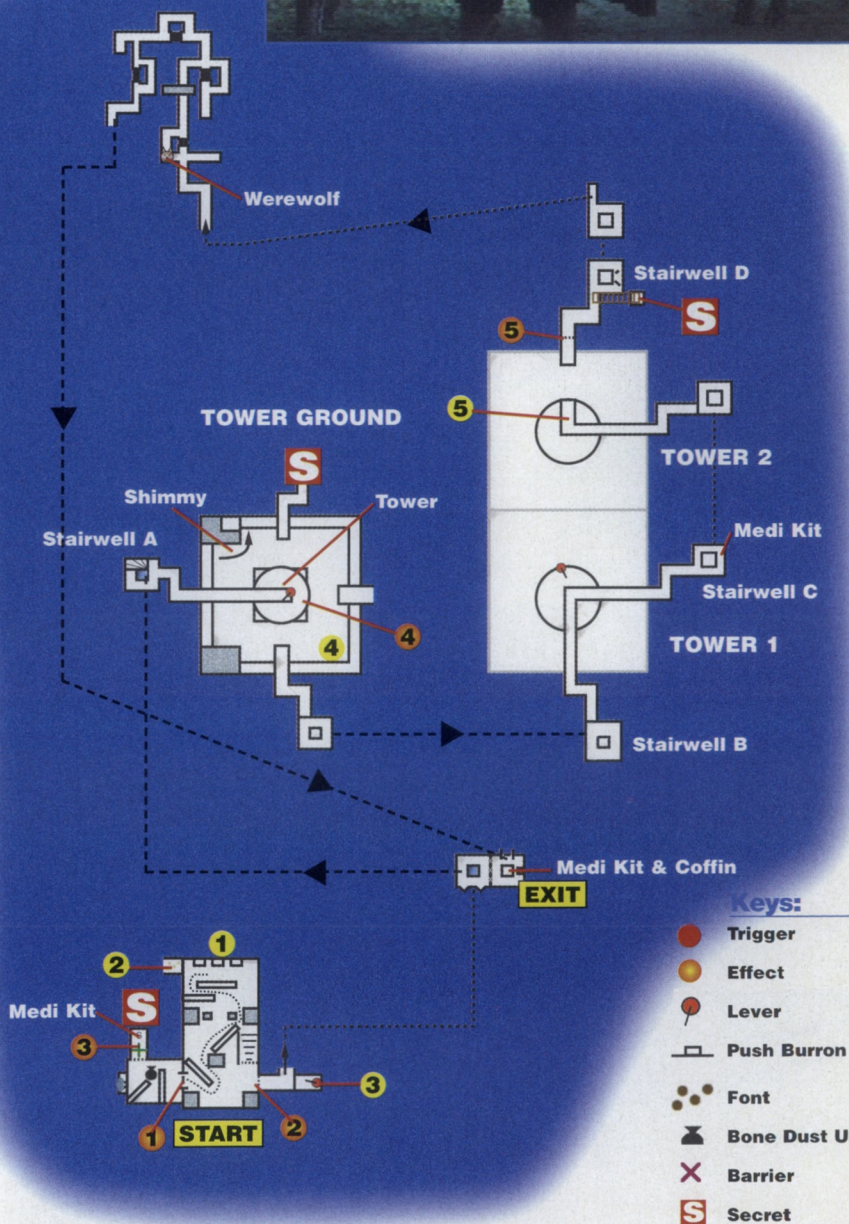 Werewolf
Stairwell D
S
5
TOWER GROUND
5
S
TOWER 2
Shimmy
Tower
Stairwell A
Medi Kit
Stairwell C
4
4
TOWER 1
Stairwell B
Medi Kit & Coffin
EXIT
Keys:
Trigger
1
2
Effect
Medi Kit
S
Lever
3
Push Burron
3
Font
1
START
2
Bone Dust U
Barrier
S
Secret